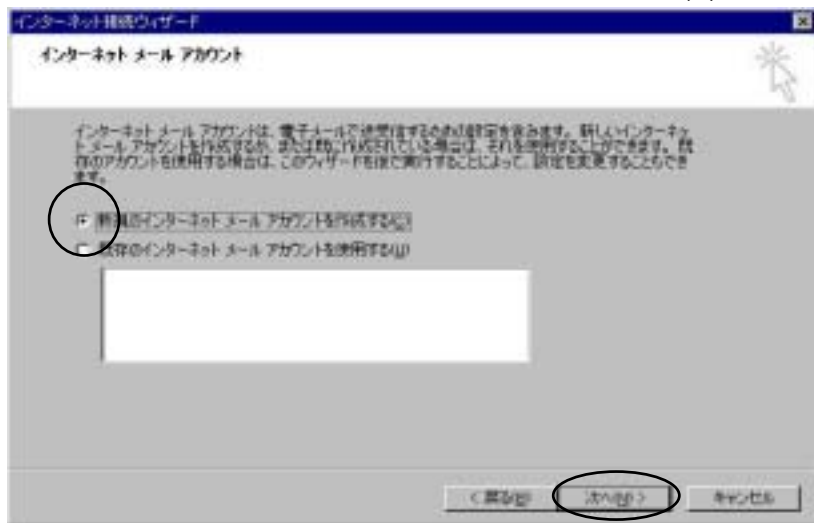 インターネット接続ウィザード
インターネット メール アカウント
インターネット メール アカウントは、電子メールで送受信するための設定を含みます。新しいインターネッ
ト メール アカウントを作成するか、または既に作成されている場合は、それを使用することができます。既
存のアカウントを使用する場合は、このウィザードを後で実行することによって、設定を変更することもでき
ます。
新規のインターネット メール アカウントを作成する(C)
既存のインターネット メール アカウントを使用する(U)
< 戻る(B)
次へ(N) >
キャンセル